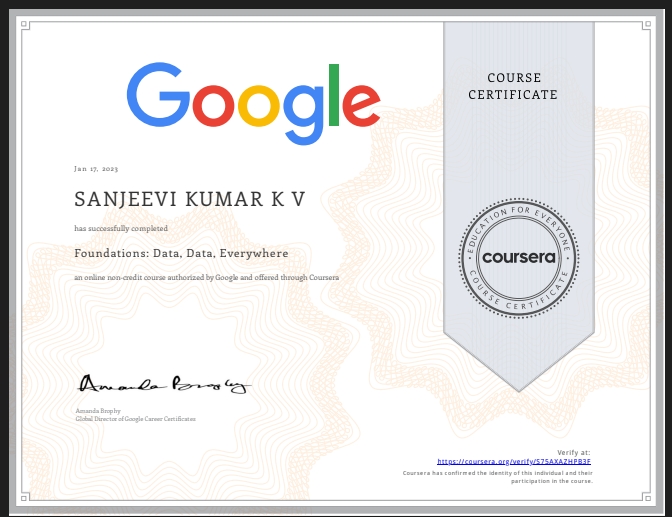 Google
COURSE
CERTIFICATE
Jan 17, 2023
SANJEEVI KUMAR K V
has successfully completed
Foundations: Data, Data, Everywhere
an online non-credit course authorized by Google and offered through Coursera
EDUCATION FOR EVERYONE
coursera
COURSE CERTIFICATE
Amanda Brophy
Amanda Brophy
Global Director of Google Career Certificates
Verify at:
https://coursera.org/verify/S75AXAZHPB3F
Coursera has confirmed the identity of this individual and their
participation in the course.